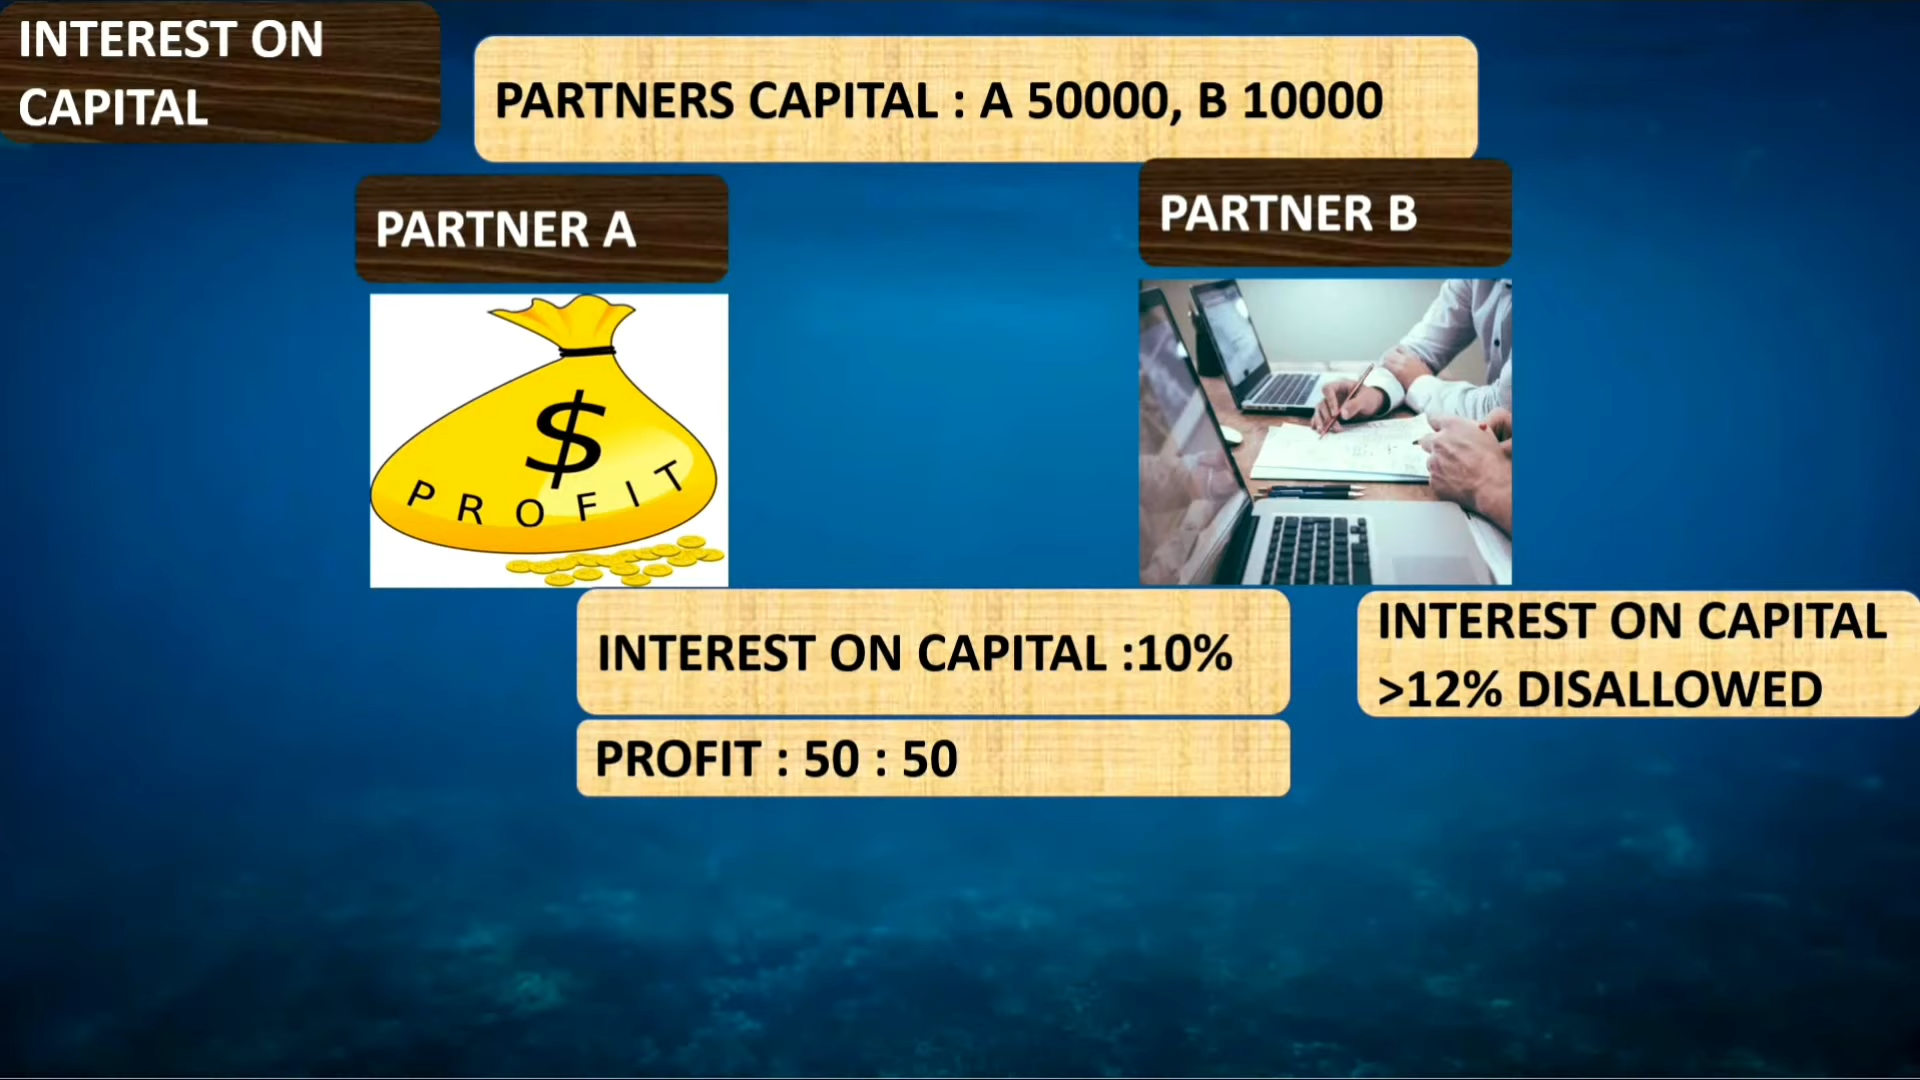 INTEREST ON
CAPITAL
PARTNERS CAPITAL : A 50000, B 10000
PARTNER A
PARTNER B
$
PROFIT
INTEREST ON CAPITAL :10%
INTEREST ON CAPITAL
>12% DISALLOWED
PROFIT : 50 : 50